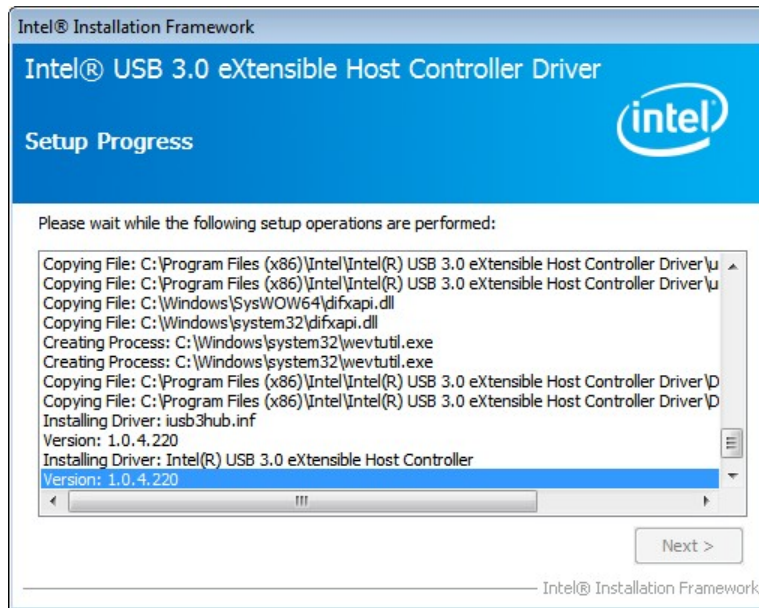 Intel® Installation Framework
Intel® USB 3.0 eXtensible Host Controller Driver
intel
Setup Progress
Please wait while the following setup operations are performed:
Copying File: C:\Program Files (x86)\Intel\Intel(R) USB 3.0 eXtensible Host Controller Driver\u
Copying File: C:\Program Files (x86)\Intel\Intel(R) USB 3.0 eXtensible Host Controller Driver\u
Copying File: C:\Windows\SysWOW64\difxapi.dll
Copying File: C:\Windows\system32\difxapi.dll
Creating Process: C:\Windows\system32\wevtutil.exe
Creating Process: C:\Windows\system32\wevtutil.exe
Copying File: C:\Program Files (x86)\Intel\Intel(R) USB 3.0 eXtensible Host Controller Driver\D
Copying File: C:\Program Files (x86)\Intel\Intel(R) USB 3.0 eXtensible Host Controller Driver\D
Installing Driver: iusb3hub.inf
Version: 1.0.4.220
Installing Driver: Intel(R) USB 3.0 eXtensible Host Controller
Version: 1.0.4.220
Next >
Intel® Installation Framework